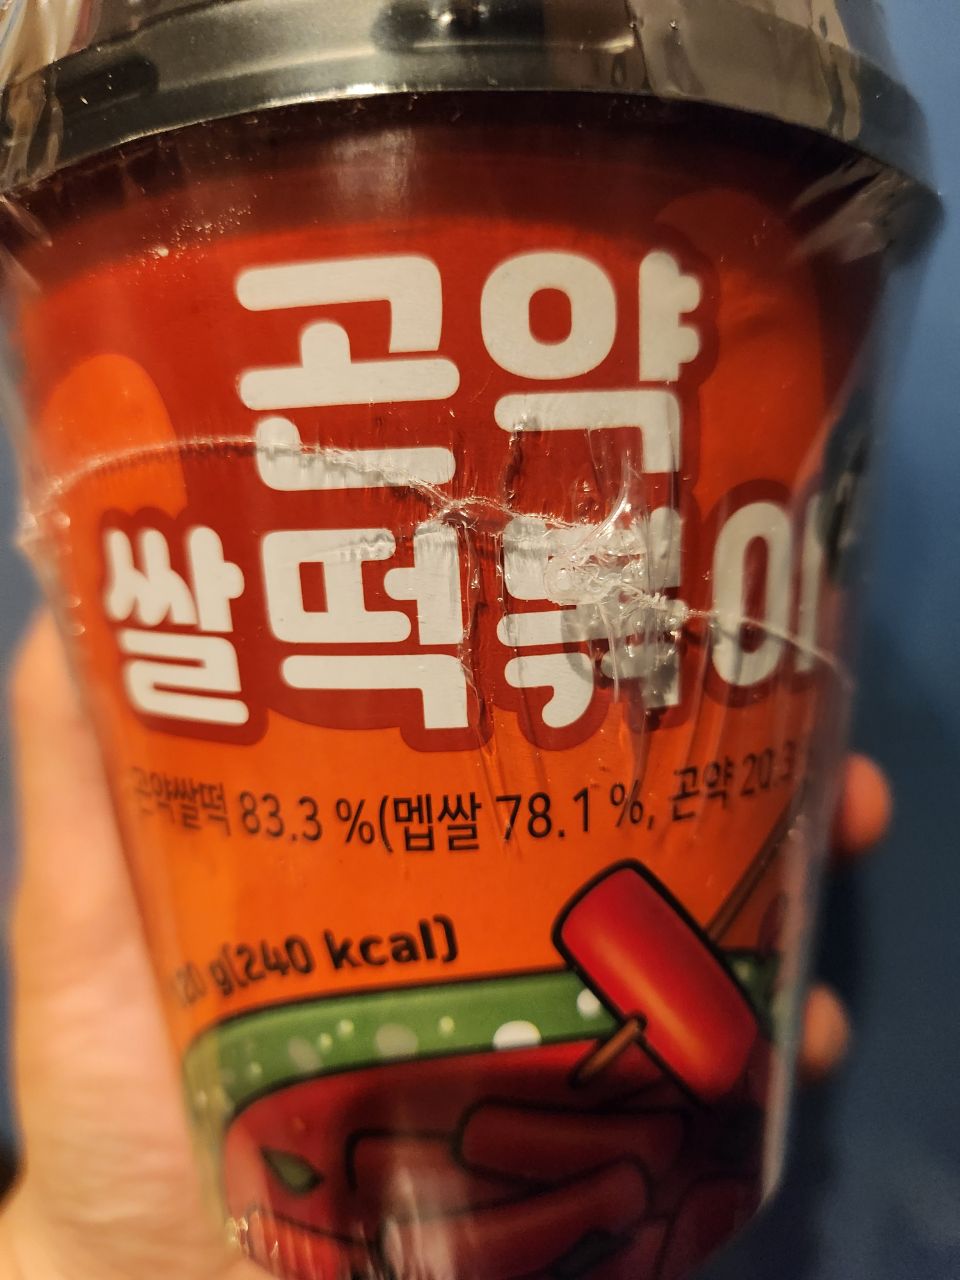 곤약
쌀떡볶이
곤약쌀떡 83.3 %(멥쌀 78.1 %, 곤약 20.3
120 g(240 kcal)